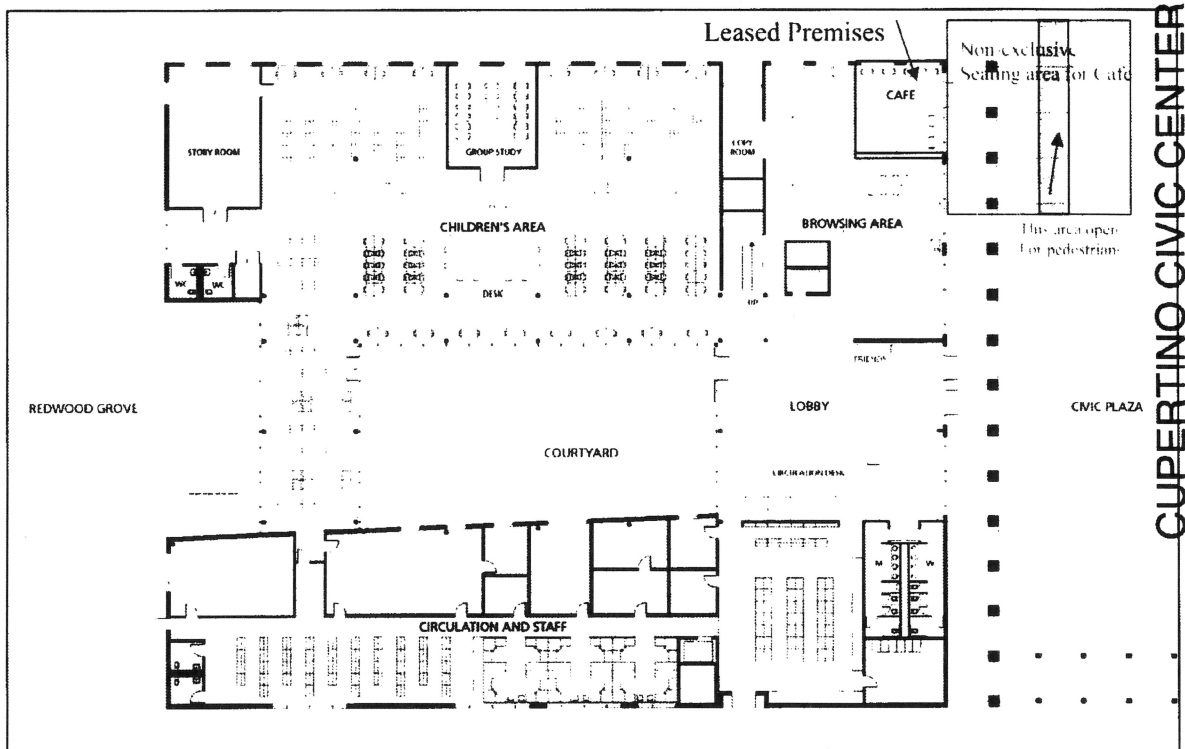 Leased Premises
Non-exclusive
Seating area for Cafe
CAFE
STORY ROOM
GROUP STUDY
COPY
ROOM
This area open
For pedestrian
CHILDREN'S AREA
BROWSING AREA
WC
WC
DESK
UP
FRIENDS
REDWOOD GROVE
LOBBY
CIVIC PLAZA
COURTYARD
CIRCULATION DESK
M
W
CIRCULATION AND STAFF
CUPERTINO CIVIC CENTER